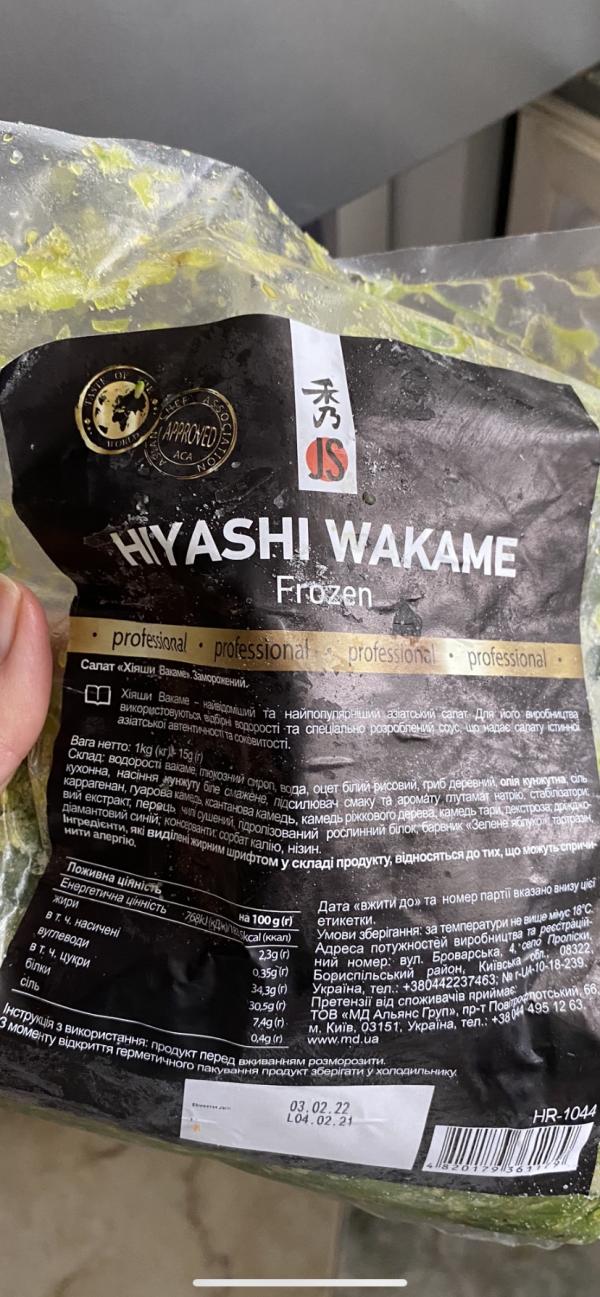 TASTE OF
WORLD
ASIAN CHEF ASSOCIATION
APPROVED
ACA
秀
JS
HIYASHI WAKAME
Frozen
· professional · professional · professional · professional ·
Салат «Хіяши Вакаме». Заморожений.
Хіяши Вакаме - найвідоміший та найпопулярніший азіатський салат. Для його виробництва
використовуються відбірні водорості та спеціально розроблений соус, що надає салату істинної
азіатської автентичності та соковитості.
Вага нетто: 1kg (кг)± 15g (г)
Склад: водорості вакаме, глюкозний сироп, вода, оцет білий рисовий, гриб деревний, олія кунжутна, сіль
кухонна, насіння кунжуту біле смажене, підсилювач смаку та аромату глутамат натрію, стабілізатори:
каррагенан, гуарова камедь, ксантанова камедь, камедь ріжкового дерева, камедь тари, декстроза, дріжджо-
вий екстракт, перець чилі сушений, гідролізований рослинний білок, барвник «Зелене яблуко» тартразин,
діамантовий синій; консерванти: сорбат калію, нізин.
Інгредієнти, які виділені жирним шрифтом у складі продукту, відносяться до тих, що можуть спричи-
нити алергію.
Поживна цінність на 100 g (г)
Енергетична цінність 768kJ (кДж)/ kcal (ккал)
жири 2,3g (г)
в т. ч. насичені 0,35g (г)
вуглеводи 34,3g (г)
в т. ч. цукри 30,5g (г)
білки 7,4g (г)
сіль 0,4g (г)
Дата «вжити до» та номер партії вказано внизу цієї
етикетки.
Умови зберігання: за температури не вище мінус 18°C.
Адреса потужностей виробництва та реєстрацій-
ний номер: вул. Броварська, 4, село Проліски,
Бориспільський район, Київська обл., 08322,
Україна, тел.: +380442237463; № r-UA-10-18-239.
Претензії від споживачів приймає:
ТОВ «МД Альянс Груп», пр-т Повітрофлотський, 66,
м. Київ, 03151, Україна, тел.: +38 044 495 12 63.
www.md.ua
Інструкція з використання: продукт перед вживанням розморозити.
З моменту відкриття герметичного пакування продукт зберігати у холодильнику.
03.02.22
L04.02.21
HR-1044